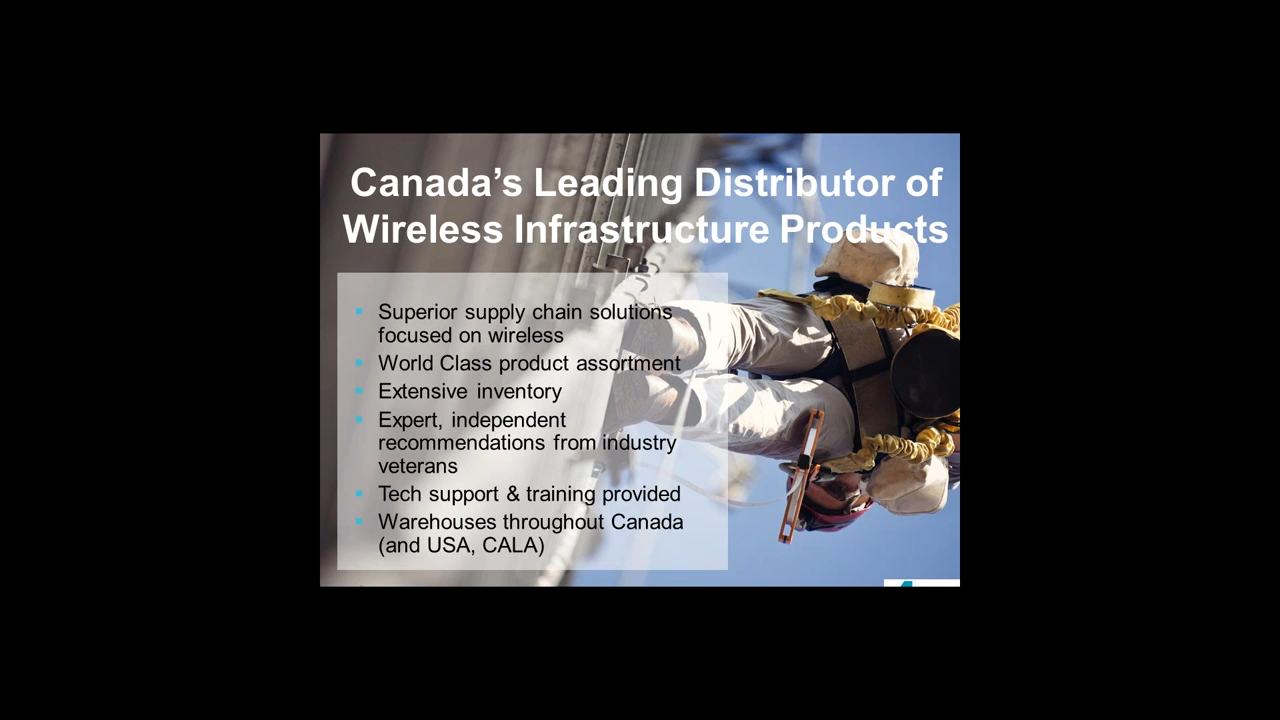 Canada’s Leading Distributor of
Wireless Infrastructure Products
Superior supply chain solutions
focused on wireless
World Class product assortment
Extensive inventory
Expert, independent
recommendations from industry
veterans
Tech support & training provided
Warehouses throughout Canada
(and USA, CALA)